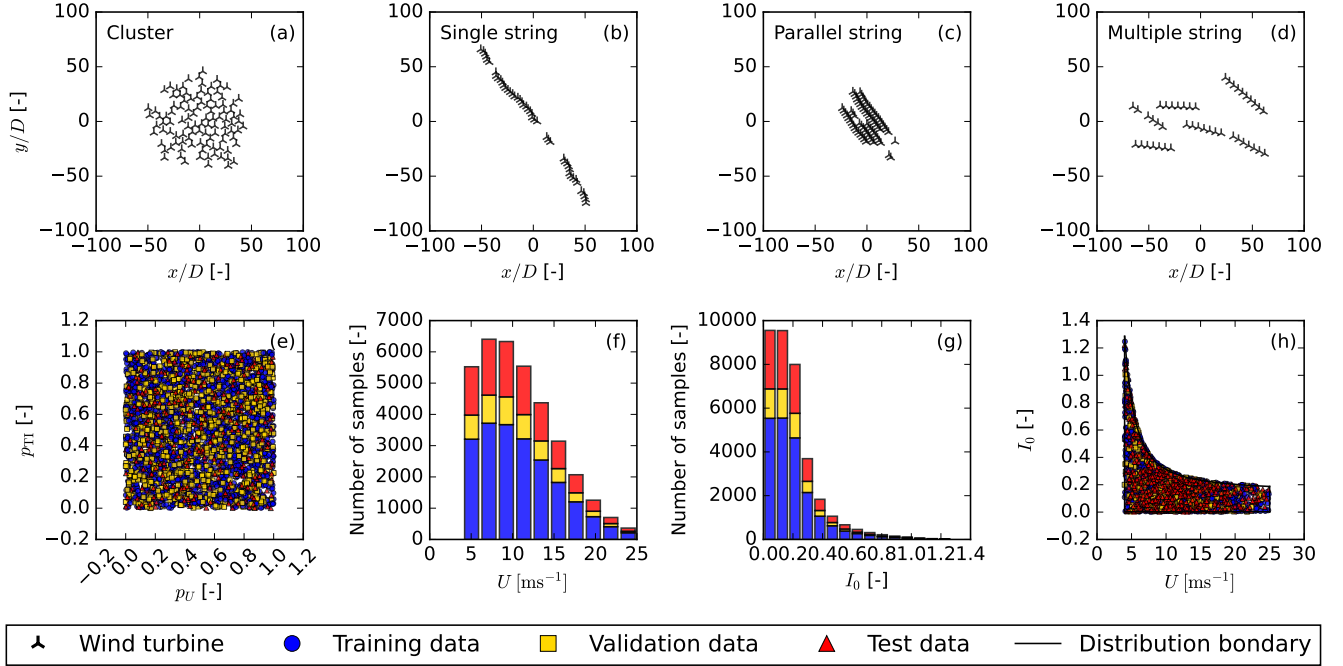 Cluster (a)
Single string (b)
Parallel string (c)
Multiple string (d)
100
50
0
−50
−100
y/D [-]
−100 −50 0 50 100
x/D [-]
100
50
0
−50
−100
−100 −50 0 50 100
x/D [-]
100
50
0
−50
−100
−100 −50 0 50 100
x/D [-]
100
50
0
−50
−100
−100 −50 0 50 100
x/D [-]
(e)
1.2
1.0
0.8
0.6
0.4
0.2
0.0
−0.2
p_TI [-]
−0.2 0.0 0.2 0.4 0.6 0.8 1.0 1.2
p_U [-]
(f)
7000
6000
5000
4000
3000
2000
1000
0
Number of samples [-]
0 5 10 15 20 25
U [ms⁻¹]
(g)
10000
8000
6000
4000
2000
0
Number of samples [-]
0.0 0.2 0.4 0.6 0.8 1.0 1.2 1.4
I₀ [-]
(h)
1.4
1.2
1.0
0.8
0.6
0.4
0.2
0.0
−0.2
I₀ [-]
0 5 10 15 20 25 30
U [ms⁻¹]
Wind turbine Training data Validation data Test data Distribution bondary